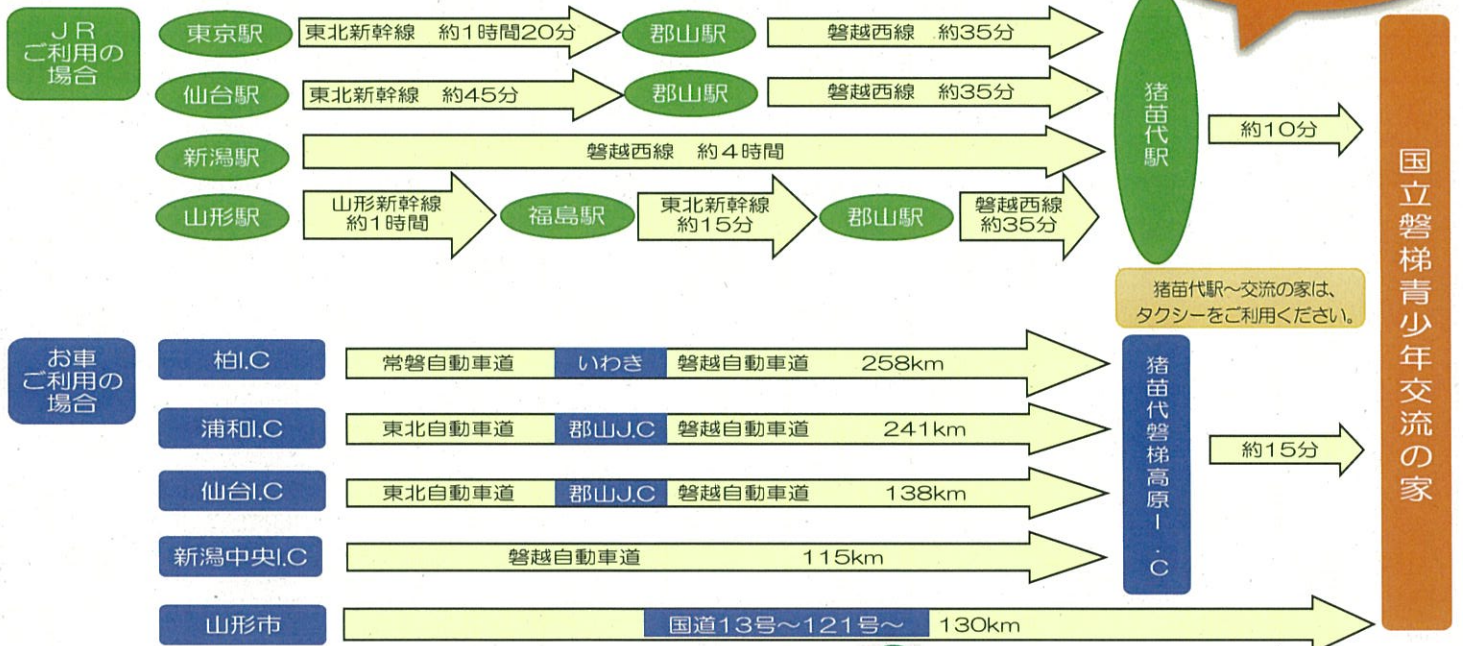 JR
ご利用の
場合
東京駅 東北新幹線 約1時間20分 郡山駅 磐越西線 約35分
仙台駅 東北新幹線 約45分 郡山駅 磐越西線 約35分
新潟駅 磐越西線 約4時間
山形駅 山形新幹線 約1時間 福島駅 東北新幹線 約15分 郡山駅 磐越西線 約35分
猪苗代駅
約10分
国立磐梯青少年交流の家
猪苗代駅～交流の家は、
タクシーをご利用ください。
お車
ご利用の
場合
柏I.C 常磐自動車道 いわき 磐越自動車道 258km
浦和I.C 東北自動車道 郡山J.C 磐越自動車道 241km
仙台I.C 東北自動車道 郡山J.C 磐越自動車道 138km
新潟中央I.C 磐越自動車道 115km
山形市 国道13号～121号～ 130km
猪苗代磐梯高原I.C
約15分